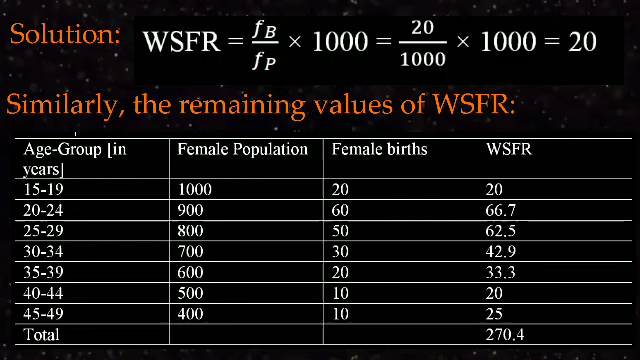 Solution: WSFR = fB/fP × 1000 = 20/1000 × 1000 = 20
Similarly, the remaining values of WSFR:
Age-Group [in years] Female Population Female births WSFR
15-19 1000 20 20
20-24 900 60 66.7
25-29 800 50 62.5
30-34 700 30 42.9
35-39 600 20 33.3
40-44 500 10 20
45-49 400 10 25
Total 270.4